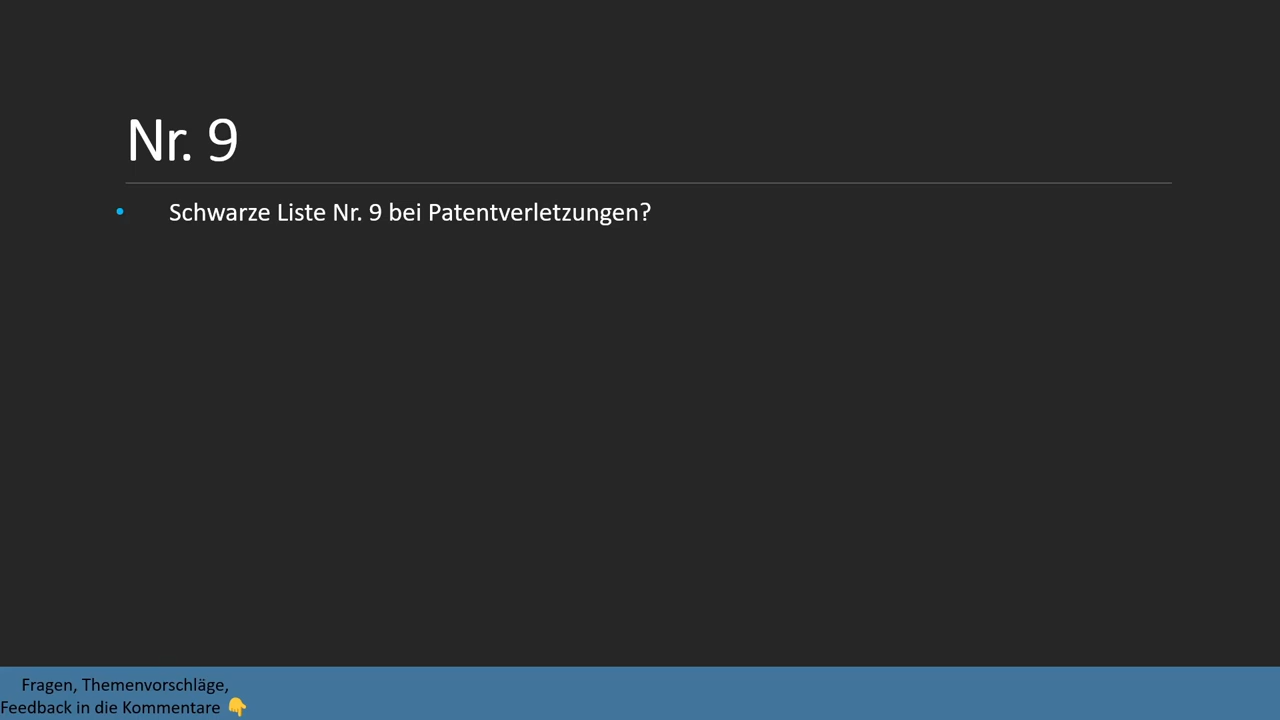 Nr. 9
• Schwarze Liste Nr. 9 bei Patentverletzungen?
Fragen, Themenvorschläge,
Feedback in die Kommentare 👇